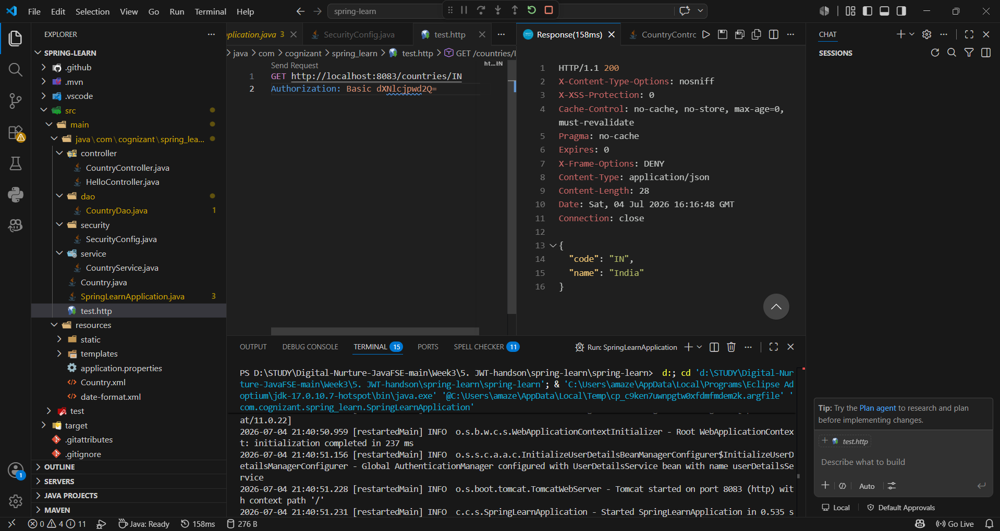 File Edit Selection View Go Run Terminal Help
spring-learn
EXPLORER
SPRING-LEARN
.github
.mvn
.vscode
src
main
java\com\cognizant\spring_lea...
controller
CountryController.java
HelloController.java
dao
CountryDao.java 1
security
SecurityConfig.java
service
CountryService.java
Country.java
SpringLearnApplication.java 3
test.http
resources
static
templates
application.properties
Country.xml
date-format.xml
test
target
.gitattributes
.gitignore
OUTLINE
SERVERS
JAVA PROJECTS
MAVEN
pplication.java 3
SecurityConfig.java
test.http
java > com > cognizant > spring_learn > test.http > GET /countries/I
Send Request
1 GET http://localhost:8083/countries/IN
2 Authorization: Basic dXNlcjpwd2Q=
ht...IN
Response(158ms)
CountryContrc
1 HTTP/1.1 200
2 X-Content-Type-Options: nosniff
3 X-XSS-Protection: 0
4 Cache-Control: no-cache, no-store, max-age=0,
must-revalidate
5 Pragma: no-cache
6 Expires: 0
7 X-Frame-Options: DENY
8 Content-Type: application/json
9 Content-Length: 28
10 Date: Sat, 04 Jul 2026 16:16:48 GMT
11 Connection: close
12
13 {
14 "code": "IN",
15 "name": "India"
16 }
OUTPUT DEBUG CONSOLE TERMINAL 15 PORTS SPELL CHECKER 11
Run: SpringLearnApplication
PS D:\STUDY\Digital-Nurture-JavaFSE-main\Week3\5. JWT-handson\spring-learn\spring-learn> d:; cd 'd:\STUDY\Digital-Nur
ture-JavaFSE-main\Week3\5. JWT-handson\spring-learn\spring-learn'; & 'C:\Users\amaze\AppData\Local\Programs\Eclipse Ad
optium\jdk-17.0.10.7-hotspot\bin\java.exe' '@C:\Users\amaze\AppData\Local\Temp\cp_c9ken7uwnpgtw0xfdmfmdem2k.argfile' '
com.cognizant.spring_learn.SpringLearnApplication'
at/11.0.22]
2026-07-04 21:40:50.959 [restartedMain] INFO  o.s.b.w.c.s.WebApplicationContextInitializer - Root WebApplicationContex
t: initialization completed in 237 ms
2026-07-04 21:40:51.156 [restartedMain] INFO  o.s.s.c.a.a.c.InitializeUserDetailsBeanManagerConfigurer$InitializeUserD
etailsManagerConfigurer - Global AuthenticationManager configured with UserDetailsService bean with name userDetailsSe
rvice
2026-07-04 21:40:51.228 [restartedMain] INFO  o.s.boot.tomcat.TomcatWebServer - Tomcat started on port 8083 (http) wit
h context path '/'
2026-07-04 21:40:51.231 [restartedMain] INFO  c.c.s.SpringLearnApplication - Started SpringLearnApplication in 0.535 s
CHAT
SESSIONS
Tip: Try the Plan agent to research and plan
before implementing changes.
test.http
Describe what to build
Auto
Local Default Approvals
1
0 4 11 Java: Ready 158ms 276 B
Go Live